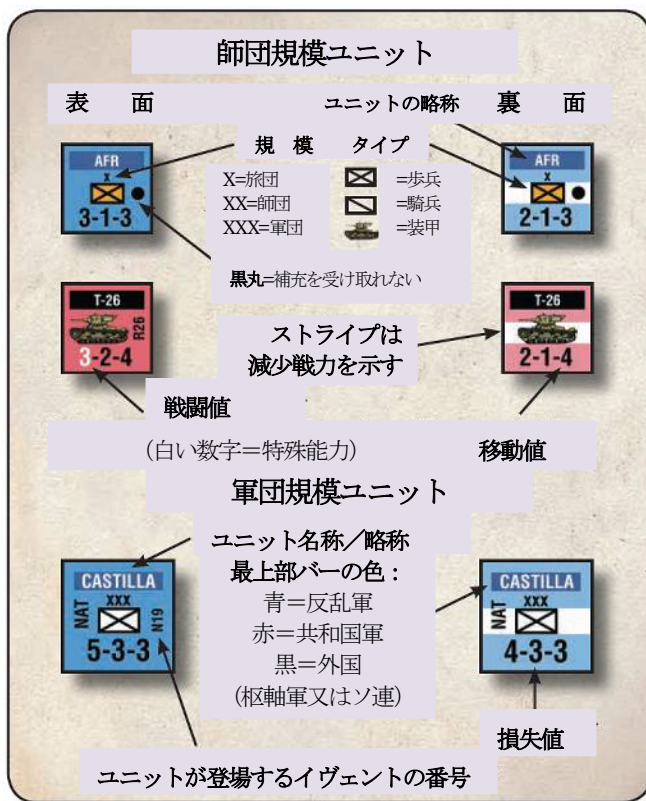 師団規模ユニット
表 面
ユニットの略称
裏 面
規 模 タイプ
AFR
x
3-1-3
X=旅団
XX=師団
XXX=軍団
=歩兵
=騎兵
=装甲
AFR
x
2-1-3
黒丸=補充を受け取れない
T-26
R26
3-2-4
ストライプは
減少戦力を示す
T-26
2-1-4
戦闘値
(白い数字=特殊能力)
移動値
軍団規模ユニット
ユニット名称/略称
最上部バーの色:
青=反乱軍
赤=共和国軍
黒=外国
(枢軸軍又はソ連)
CASTILLA
XXX
NAT
N19
5-3-3
CASTILLA
XXX
NAT
4-3-3
損失値
ユニットが登場するイヴェントの番号